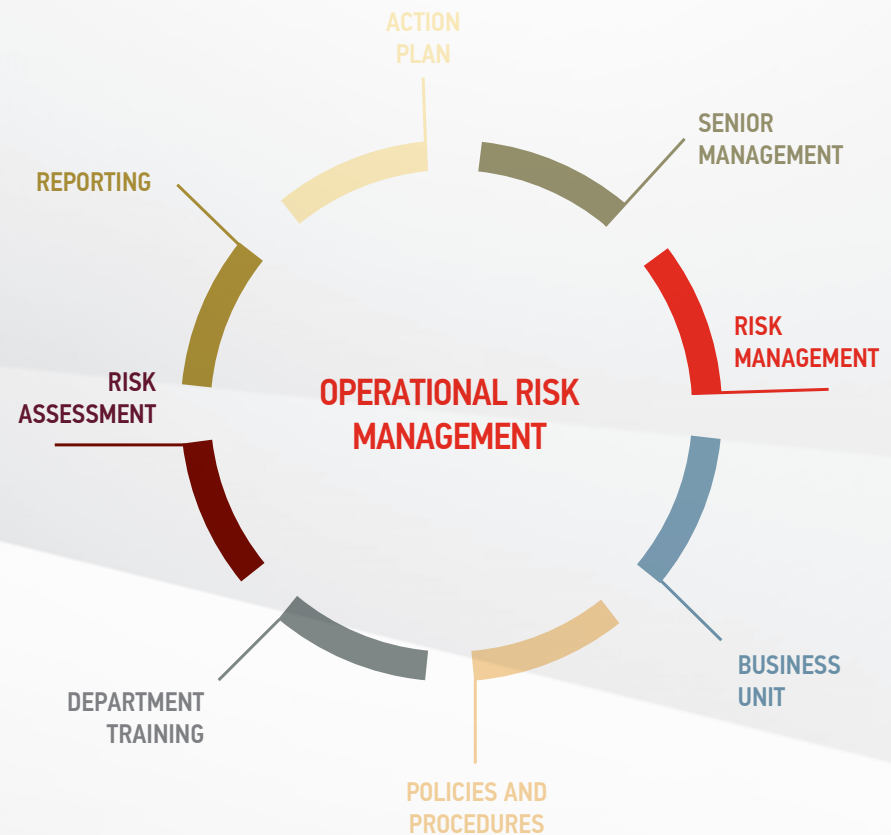 ACTION
PLAN
SENIOR
MANAGEMENT
REPORTING
RISK
MANAGEMENT
RISK
ASSESSMENT
OPERATIONAL RISK
MANAGEMENT
BUSINESS
UNIT
DEPARTMENT
TRAINING
POLICIES AND
PROCEDURES